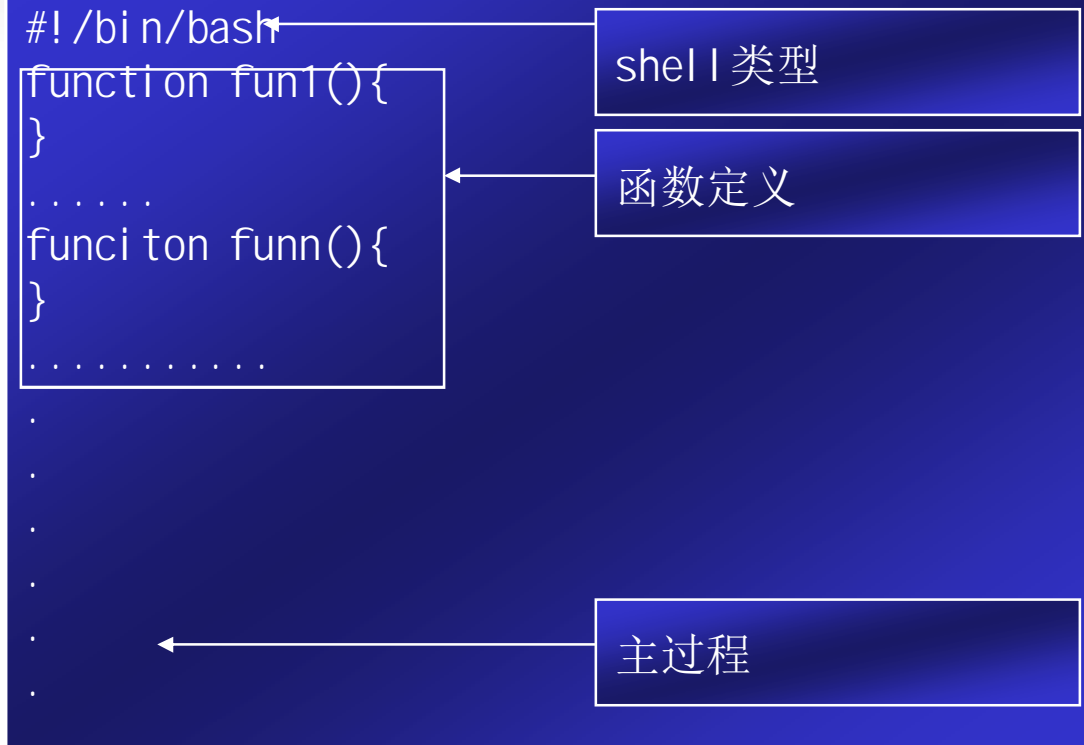 #!/bin/bash
shell类型
function fun1(){
}
......
函数定义
funciton funn(){
}
...........
.
.
.
.
.
主过程
.